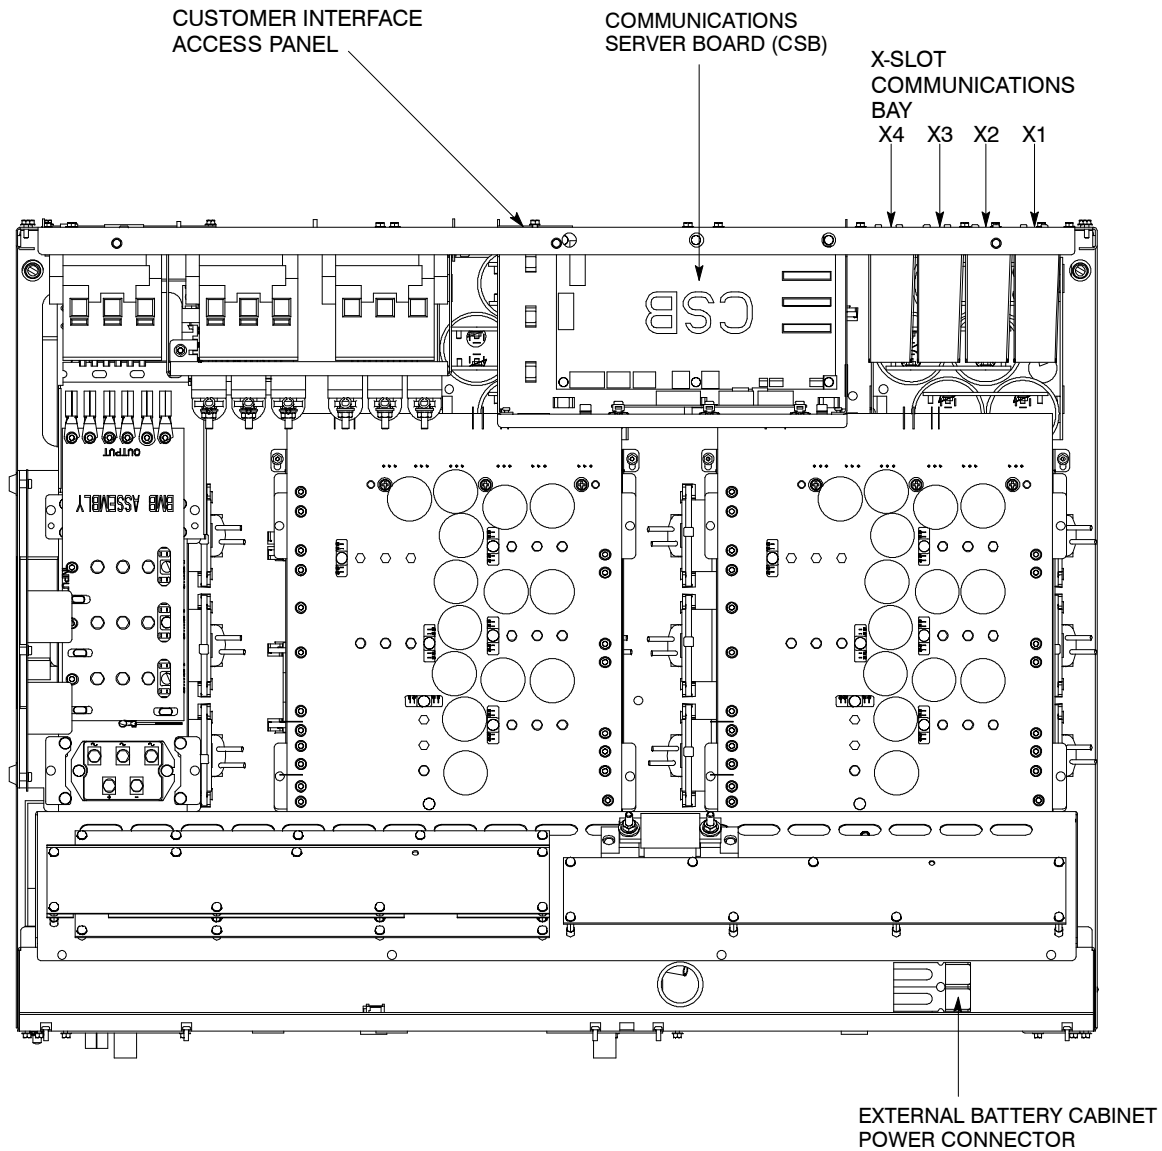 CUSTOMER INTERFACE
ACCESS PANEL
COMMUNICATIONS
SERVER BOARD (CSB)
X-SLOT
COMMUNICATIONS
BAY
X4 X3 X2 X1
CSB
OUTPUT
BMB ASSEMBLY
EXTERNAL BATTERY CABINET
POWER CONNECTOR